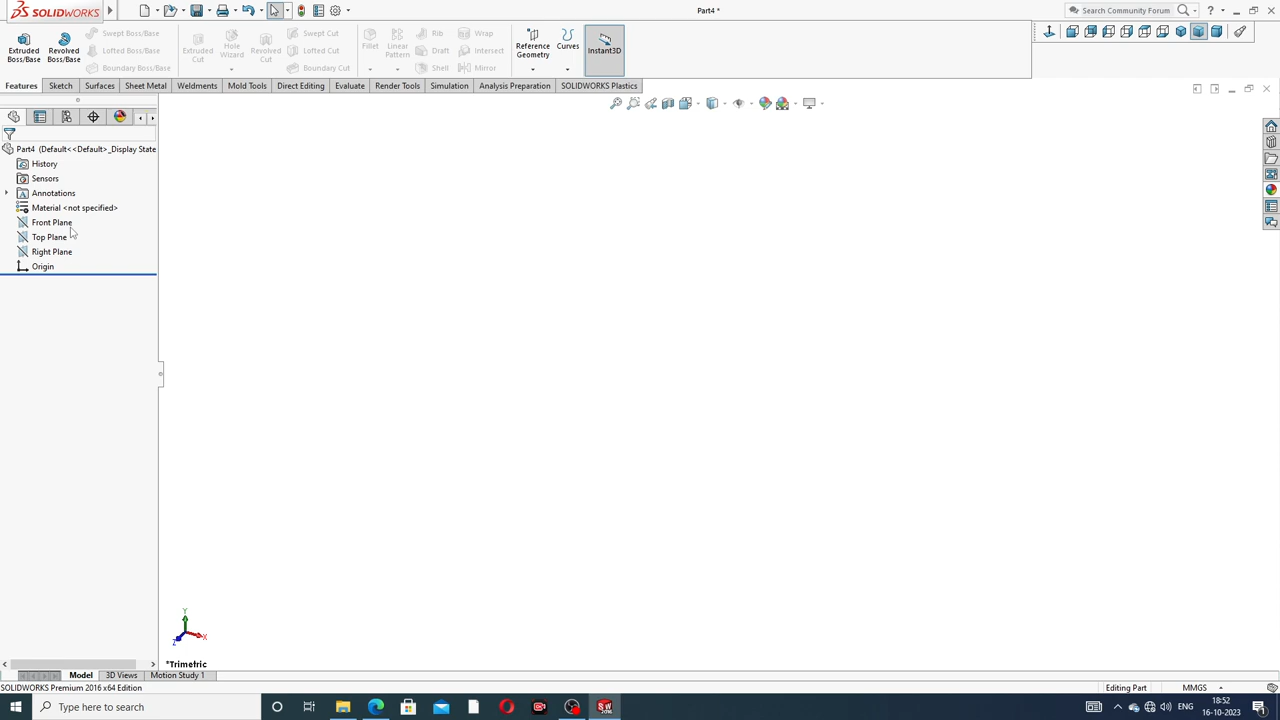 SOLIDWORKS
Part4 *
Search Community Forum
Extruded Boss/Base
Revolved Boss/Base
Swept Boss/Base
Lofted Boss/Base
Boundary Boss/Base
Extruded Cut
Hole Wizard
Revolved Cut
Swept Cut
Lofted Cut
Boundary Cut
Fillet
Linear Pattern
Rib
Draft
Shell
Wrap
Intersect
Mirror
Reference Geometry
Curves
Instant3D
Features
Sketch
Surfaces
Sheet Metal
Weldments
Mold Tools
Direct Editing
Evaluate
Render Tools
Simulation
Analysis Preparation
SOLIDWORKS Plastics
Part4 (Default<<Default>_Display State
History
Sensors
Annotations
Material <not specified>
Front Plane
Top Plane
Right Plane
Origin
Y
X
Z
*Trimetric
Model
3D Views
Motion Study 1
SOLIDWORKS Premium 2016 x64 Edition
Editing Part
MMGS
Type here to search
ENG
18:52
16-10-2023